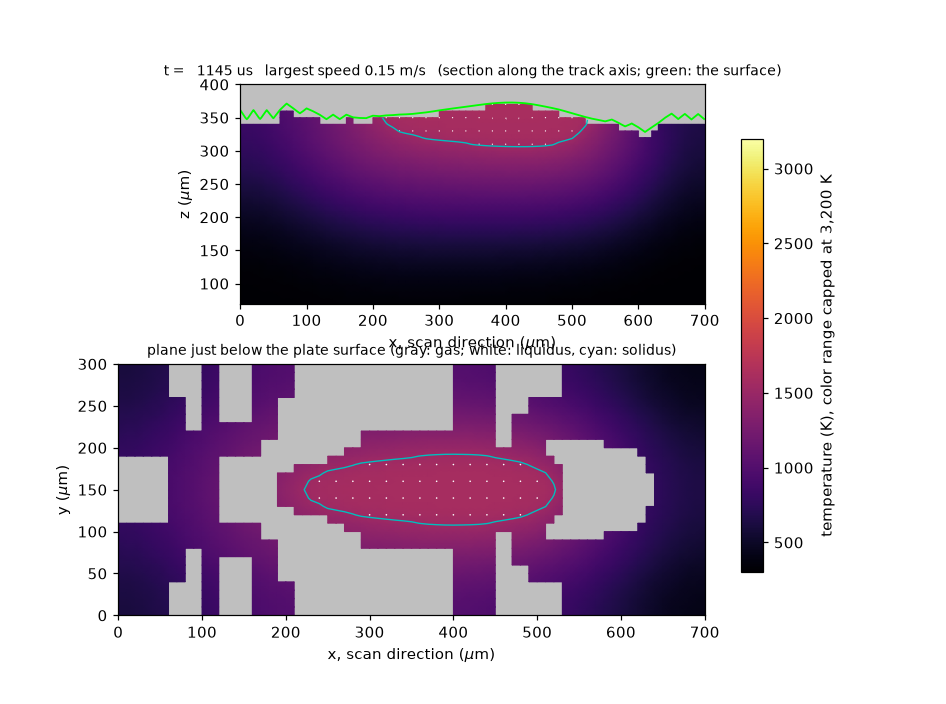 t =   1145 us   largest speed 0.15 m/s   (section along the track axis; green: the surface)
400
350
300
250
200
150
100
z (μm)
0 100 200 300 400 500 600 700
x, scan direction (μm)
plane just below the plate surface (gray: gas; white: liquidus, cyan: solidus)
300
250
200
150
100
50
0
y (μm)
0 100 200 300 400 500 600 700
x, scan direction (μm)
3000
2500
2000
1500
1000
500
temperature (K), color range capped at 3,200 K